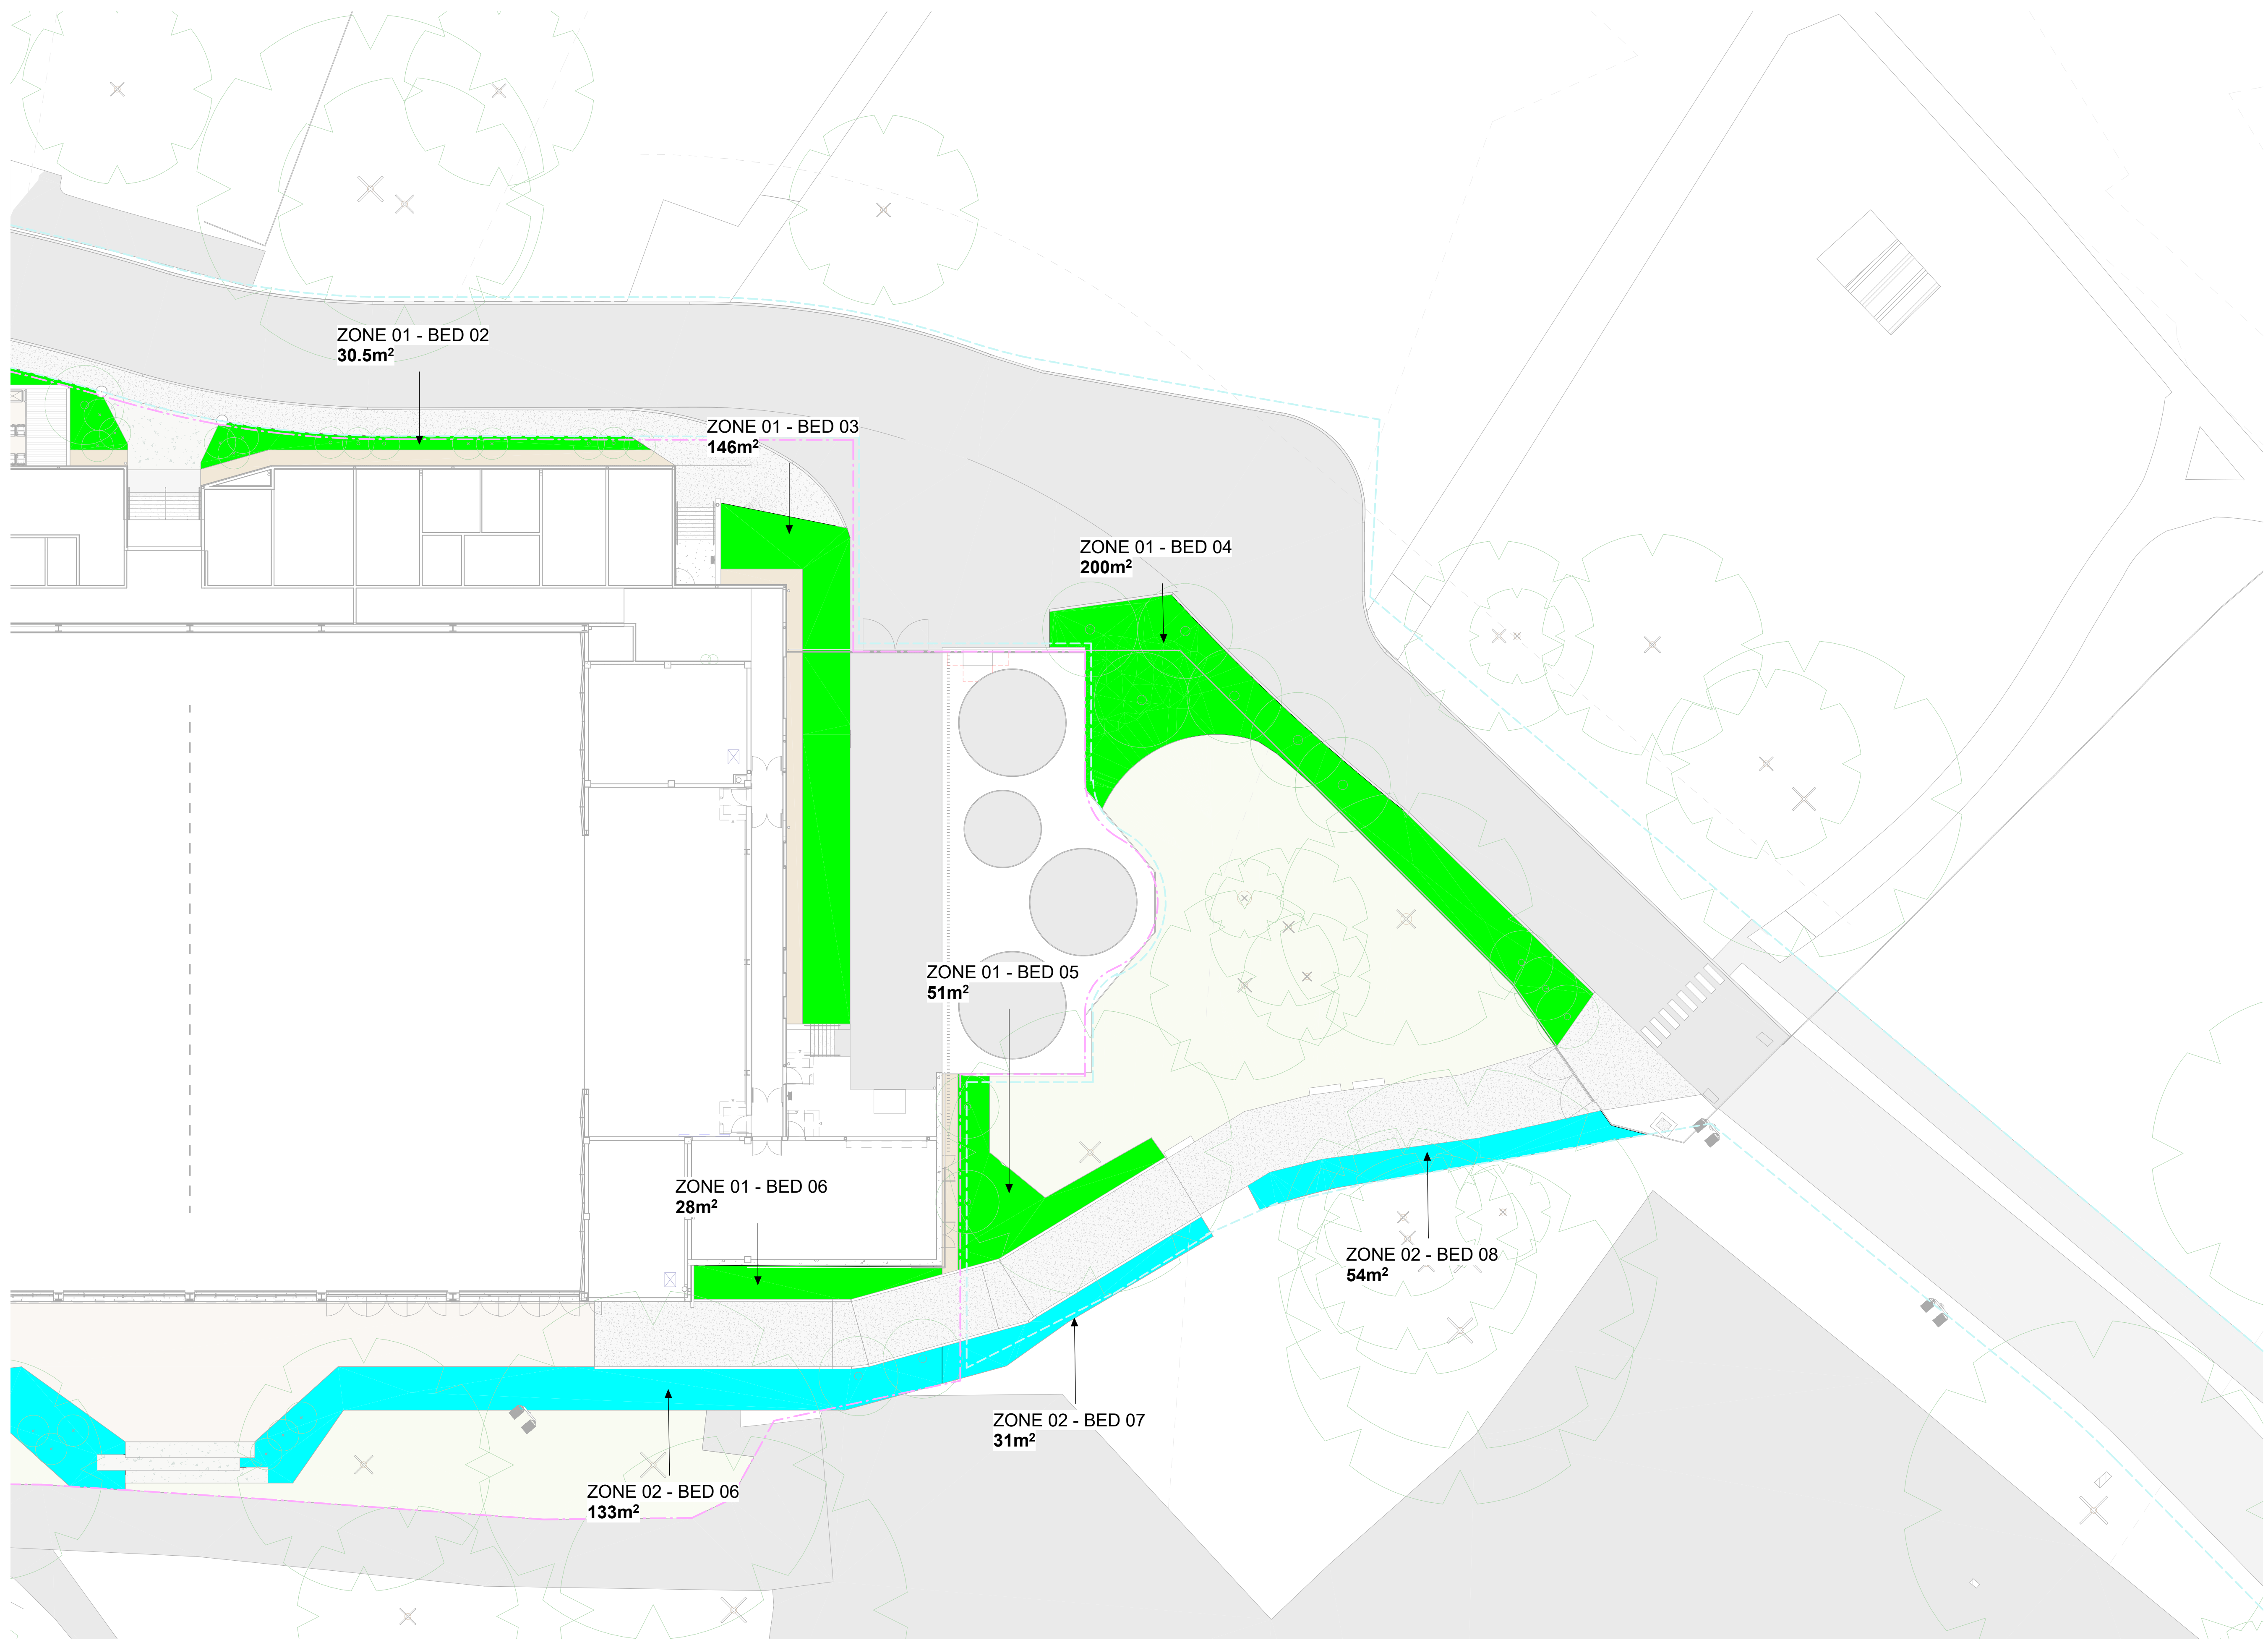 ZONE 01 - BED 02
30.5m²
ZONE 01 - BED 03
146m²
ZONE 01 - BED 04
200m²
ZONE 01 - BED 05
51m²
ZONE 01 - BED 06
28m²
ZONE 02 - BED 08
54m²
ZONE 02 - BED 07
31m²
ZONE 02 - BED 06
133m²